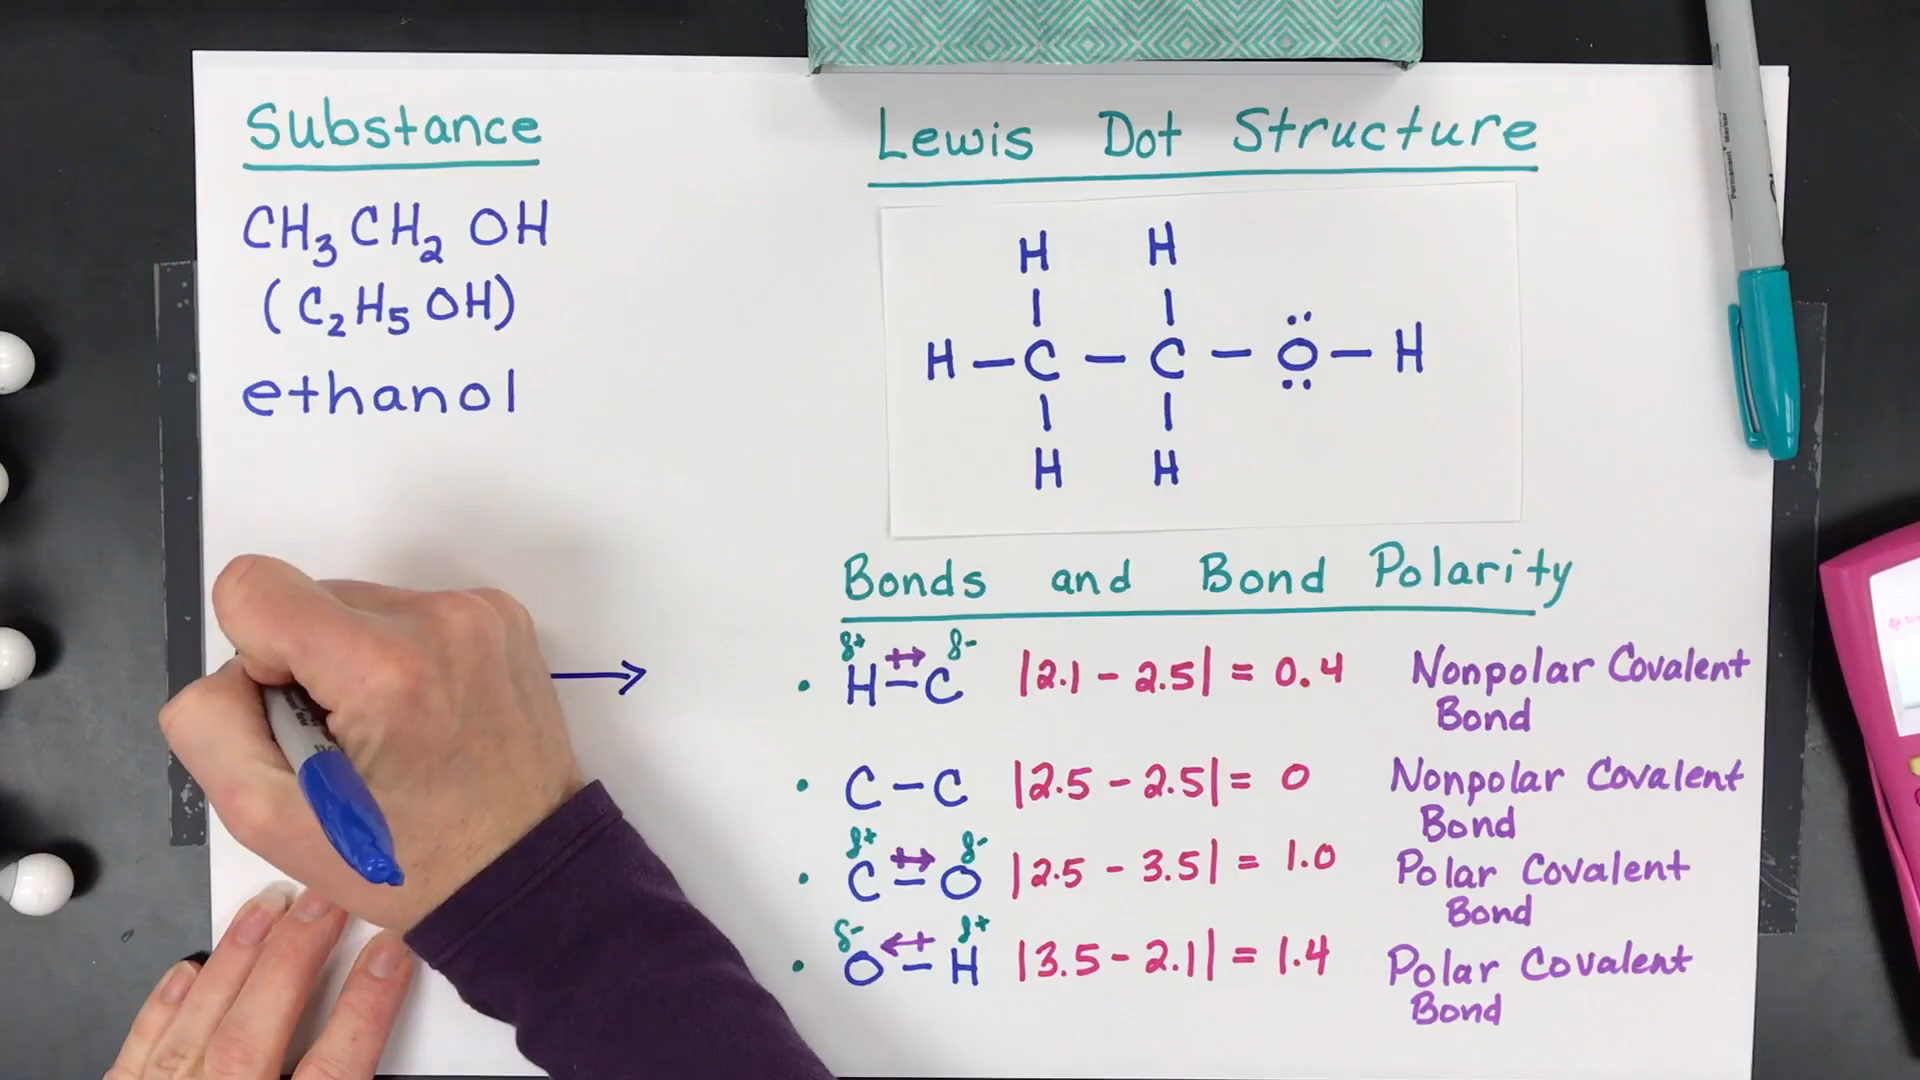 Substance
CH₃CH₂OH
(C₂H₅OH)
ethanol
Lewis Dot Structure
H H
H – C – C – O – H
H H
Bonds and Bond Polarity
δ+ δ-
• H – C |2.1 - 2.5| = 0.4 Nonpolar Covalent
Bond
• C – C |2.5 - 2.5| = 0 Nonpolar Covalent
Bond
δ+ δ-
• C – O |2.5 - 3.5| = 1.0 Polar Covalent
Bond
δ- δ+
• O – H |3.5 - 2.1| = 1.4 Polar Covalent
Bond
Permanent Marker